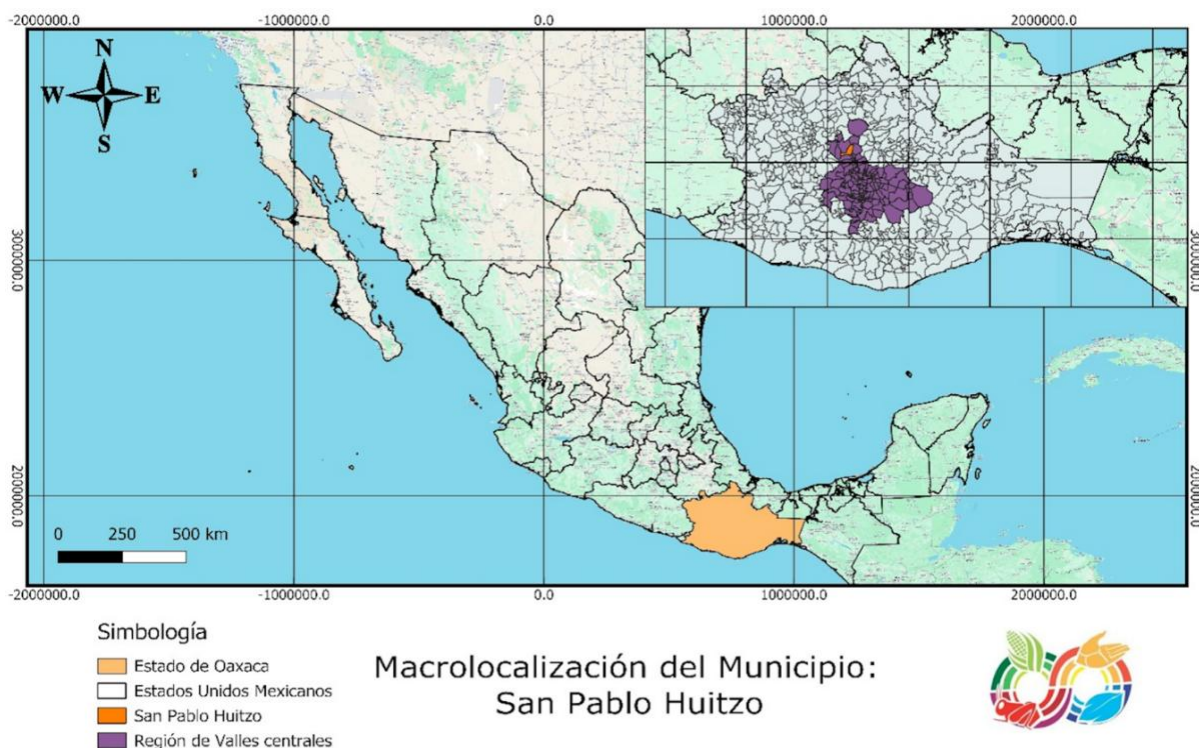 -2000000.0 -1000000.0 0.0 1000000.0 2000000.0
N
W E
S
3000000.0 3000000.0
2000000.0 2000000.0
0 250 500 km
-2000000.0 -1000000.0 0.0 1000000.0 2000000.0
Simbología
Estado de Oaxaca
Estados Unidos Mexicanos
San Pablo Huitzo
Región de Valles centrales
Macrolocalización del Municipio:
San Pablo Huitzo